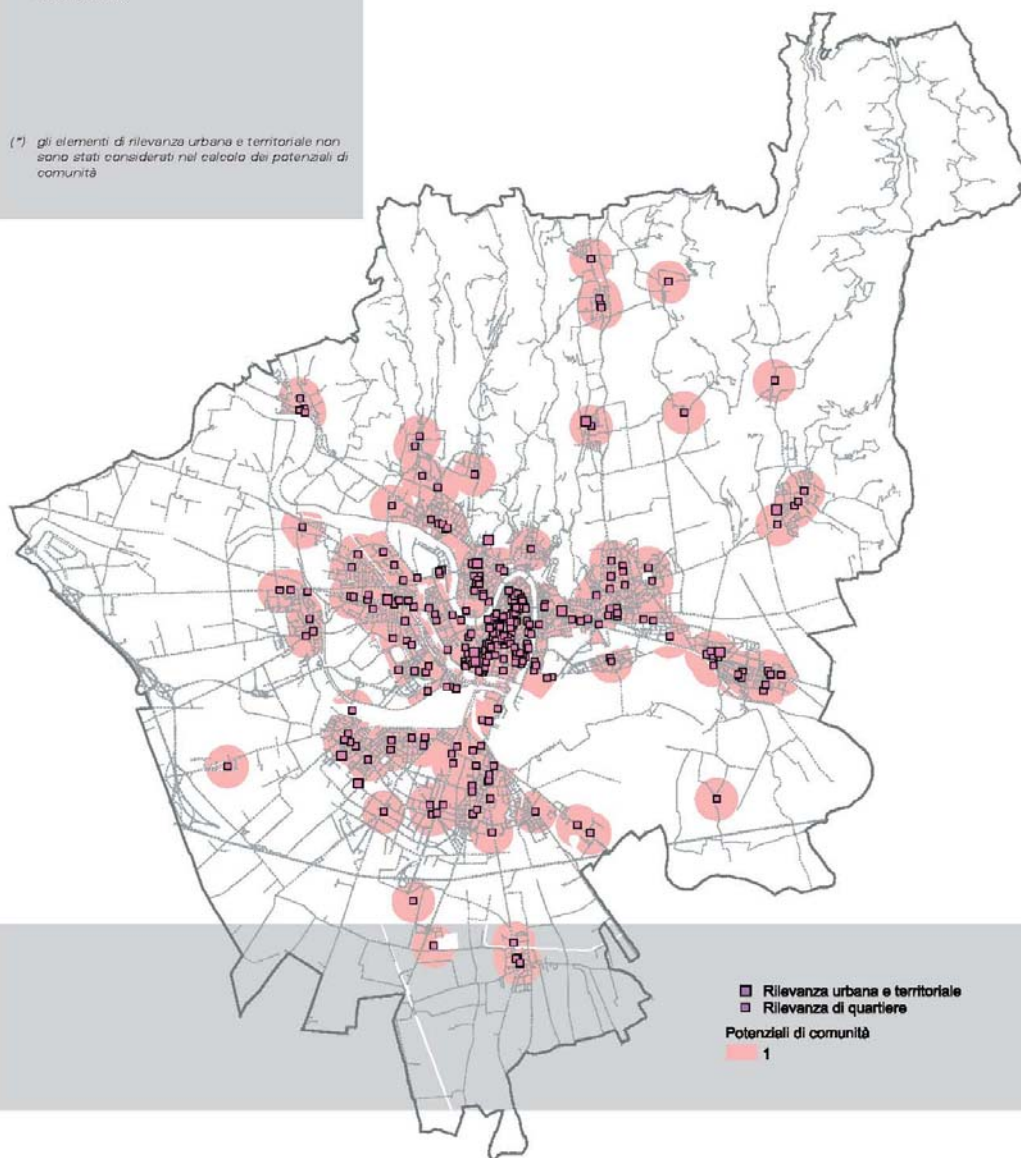 (*) gli elementi di rilevanza urbana e territoriale non
sono stati considerati nel calcolo dei potenziali di
comunità
Rilevanza urbana e territoriale
Rilevanza di quartiere
Potenziali di comunità
1